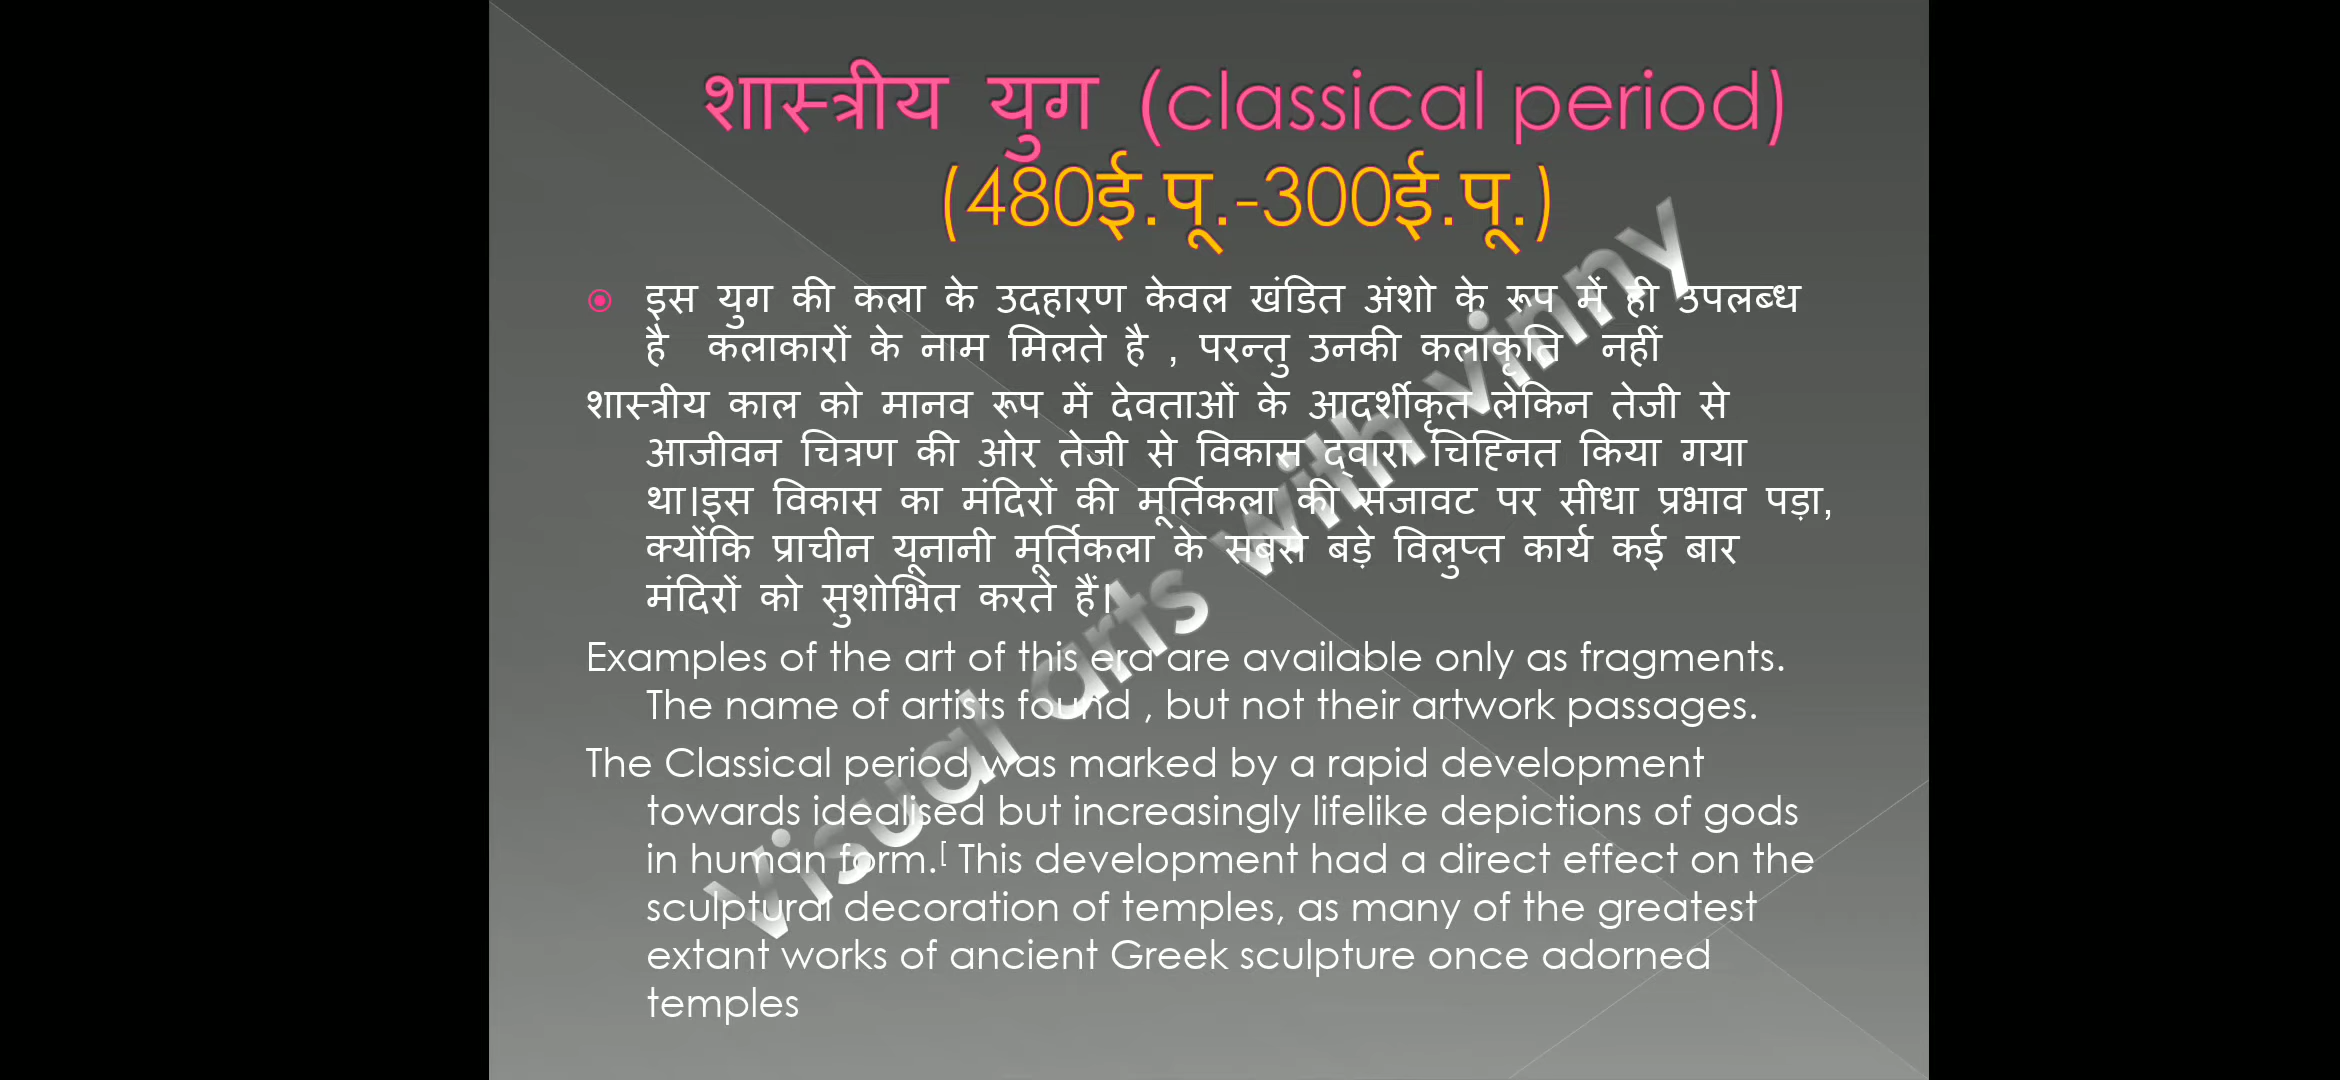 शास्त्रीय युग (classical period)
(480ई.पू.-300ई.पू.)
इस युग की कला के उदहारण केवल खंडित अंशो के रूप में ही उपलब्ध
है कलाकारों के नाम मिलते है , परन्तु उनकी कलाकृति नहीं
शास्त्रीय काल को मानव रूप में देवताओं के आदर्शीकृत लेकिन तेजी से
आजीवन चित्रण की ओर तेजी से विकास द्वारा चिह्नित किया गया
था।इस विकास का मंदिरों की मूर्तिकला की सजावट पर सीधा प्रभाव पड़ा,
क्योंकि प्राचीन यूनानी मूर्तिकला के सबसे बड़े विलुप्त कार्य कई बार
मंदिरों को सुशोभित करते हैं।
Examples of the art of this era are available only as fragments.
The name of artists found , but not their artwork passages.
The Classical period was marked by a rapid development
towards idealised but increasingly lifelike depictions of gods
in human form.[ This development had a direct effect on the
sculptural decoration of temples, as many of the greatest
extant works of ancient Greek sculpture once adorned
temples
Visual arts with vinny